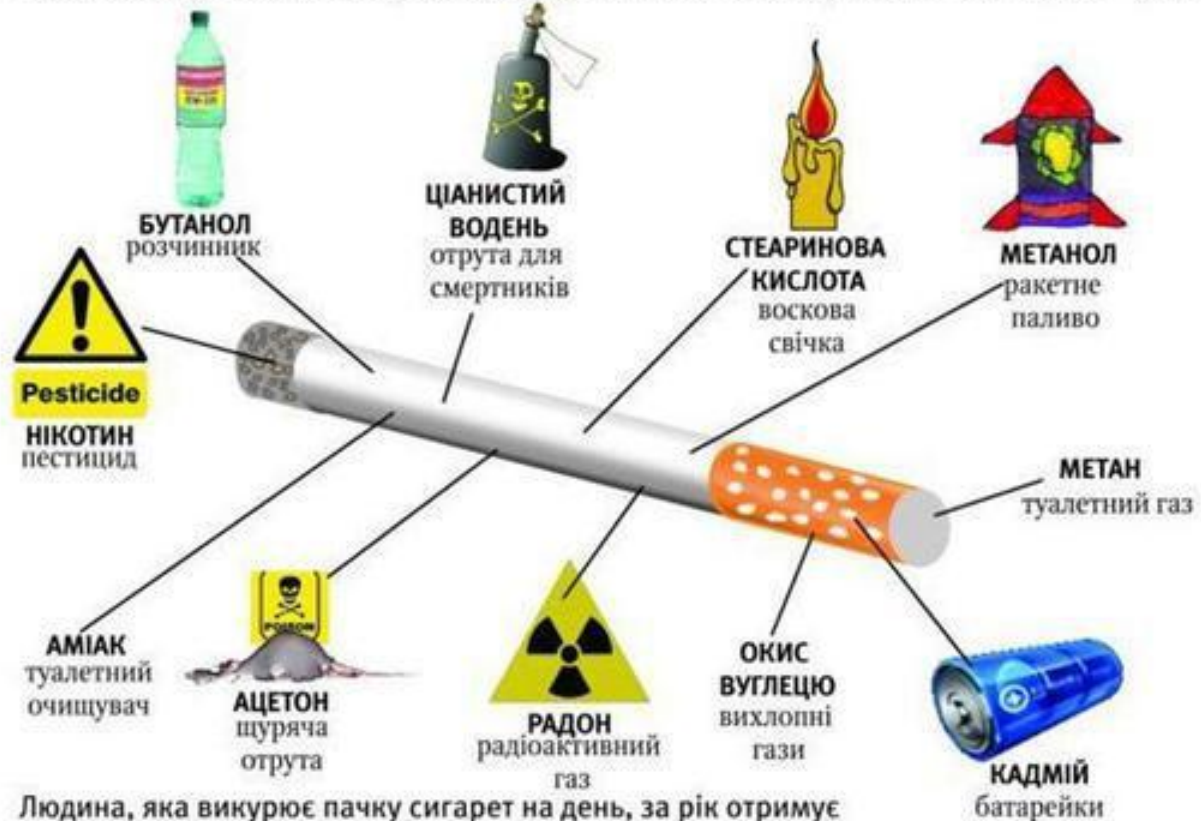 БУТАНОЛ
розчинник
ЦІАНИСТИЙ
ВОДЕНЬ
отрута для
смертників
СТЕАРИНОВА
КИСЛОТА
воскова
свічка
МЕТАНОЛ
ракетне
паливо
Pesticide
НІКОТИН
пестицид
МЕТАН
туалетний газ
АМІАК
туалетний
очищувач
POISON
АЦЕТОН
щуряча
отрута
РАДОН
радіоактивний
газ
ОКИС
ВУГЛЕЦЮ
вихлопні
гази
КАДМІЙ
батарейки
Людина, яка викурює пачку сигарет на день, за рік отримує